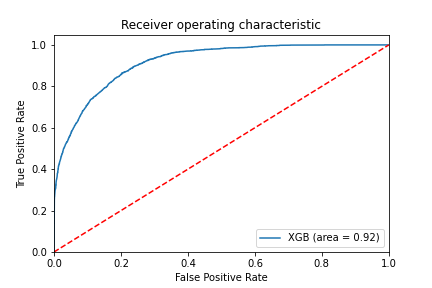 Receiver operating characteristic
True Positive Rate
1.0
0.8
0.6
0.4
0.2
0.0
XGB (area = 0.92)
0.0 0.2 0.4 0.6 0.8 1.0
False Positive Rate